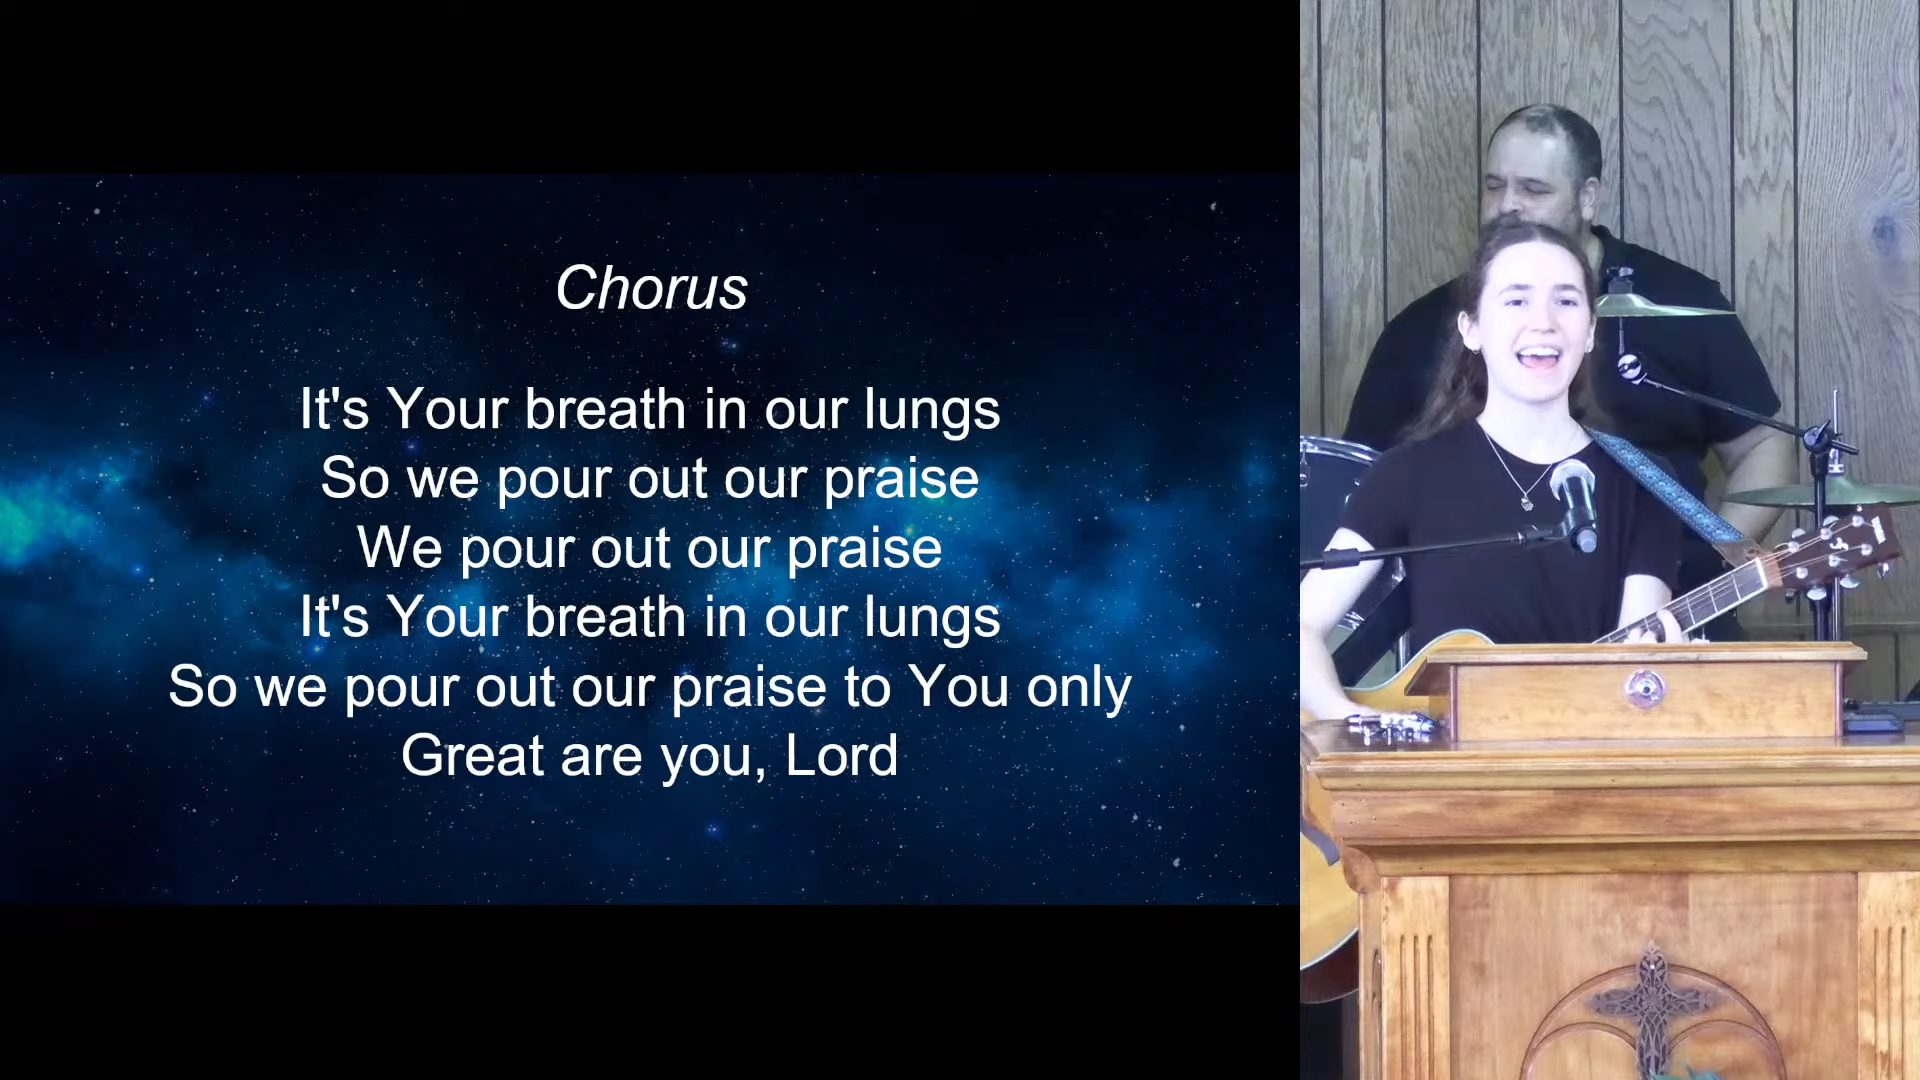 Chorus
It's Your breath in our lungs
So we pour out our praise
We pour out our praise
It's Your breath in our lungs
So we pour out our praise to You only
Great are you, Lord